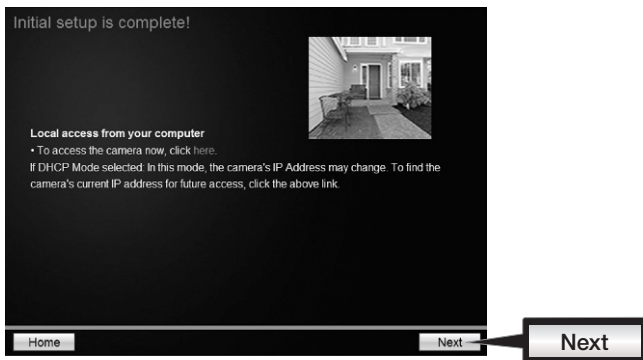 Initial setup is complete!
Local access from your computer
• To access the camera now, click here.
If DHCP Mode selected: In this mode, the camera's IP Address may change. To find the
camera's current IP address for future access, click the above link.
Home
Next
Next